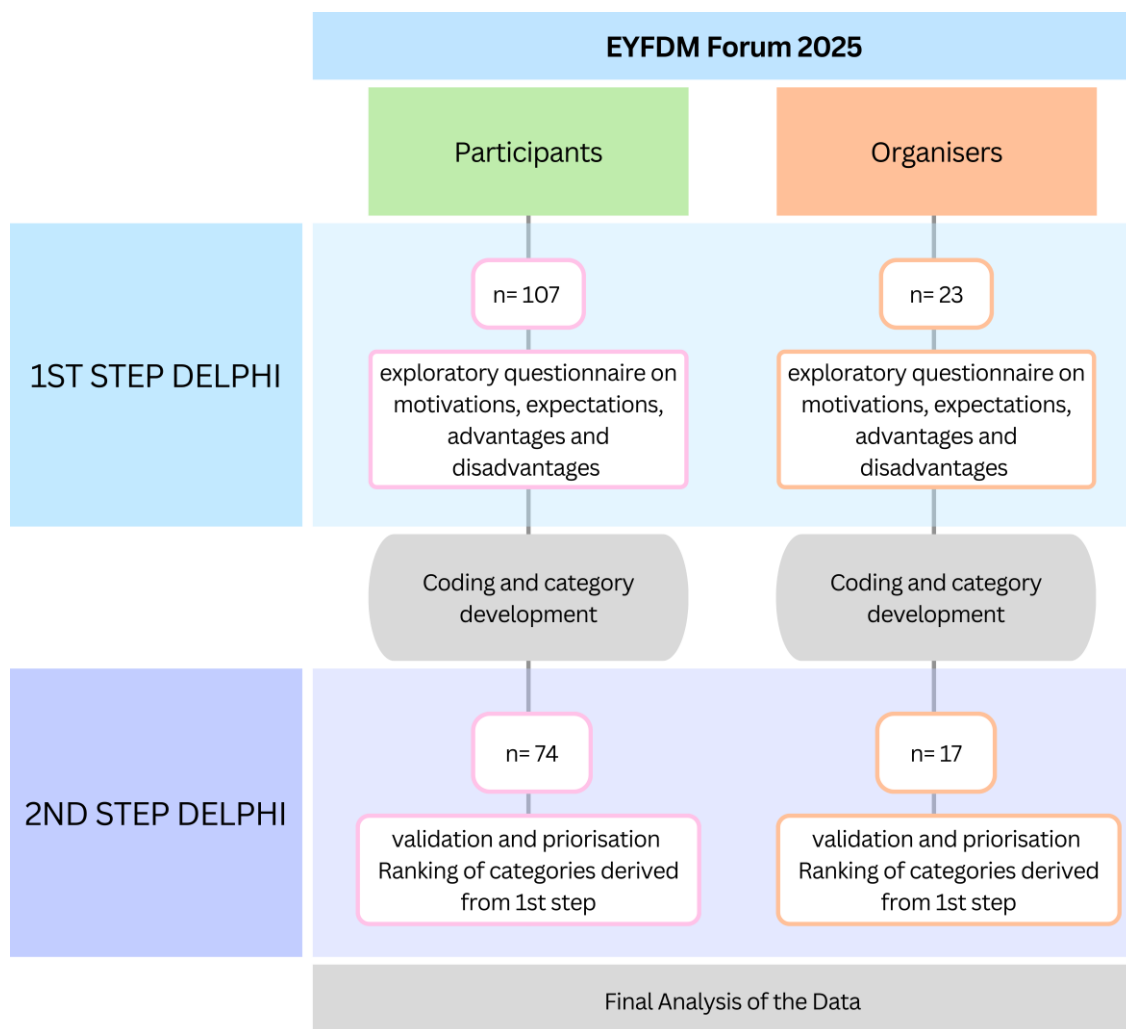 EYFDM Forum 2025
Participants
Organisers
1ST STEP DELPHI
n= 107
n= 23
exploratory questionnaire on
motivations, expectations,
advantages and
disadvantages
exploratory questionnaire on
motivations, expectations,
advantages and
disadvantages
Coding and category
development
Coding and category
development
2ND STEP DELPHI
n= 74
n= 17
validation and priorisation
Ranking of categories derived
from 1st step
validation and priorisation
Ranking of categories derived
from 1st step
Final Analysis of the Data